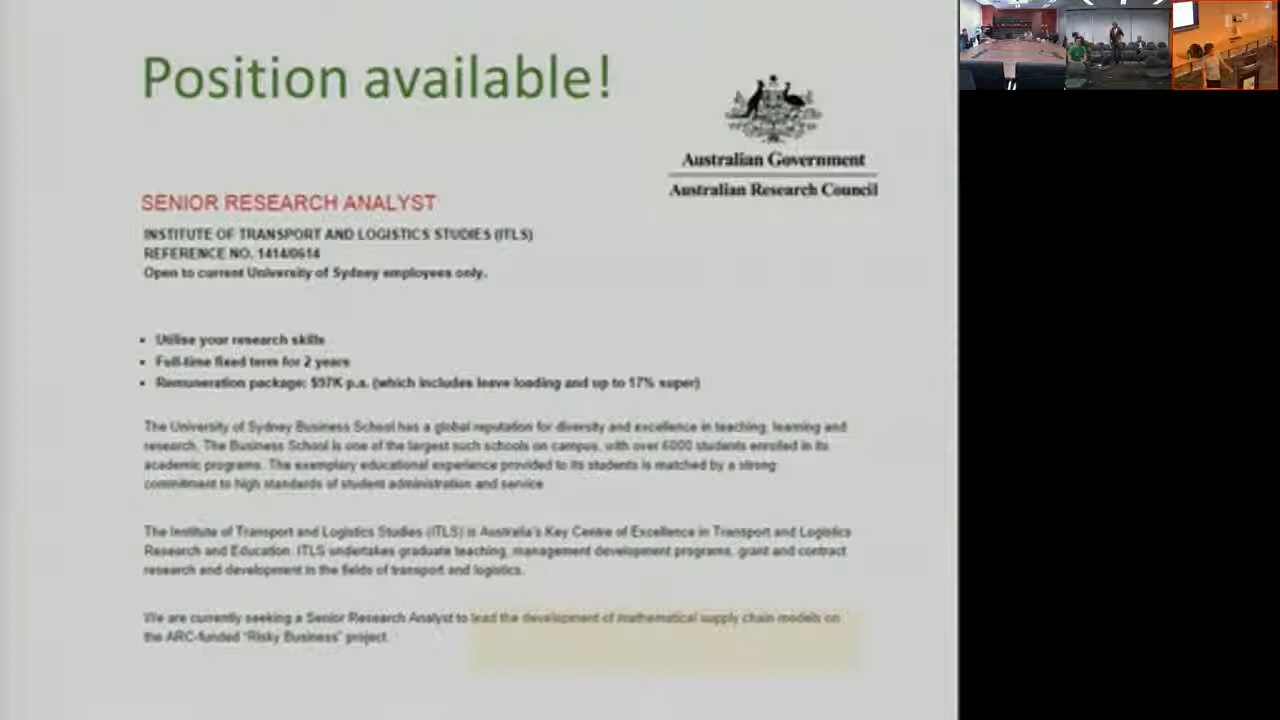 Position available!
Australian Government
Australian Research Council
SENIOR RESEARCH ANALYST
INSTITUTE OF TRANSPORT AND LOGISTICS STUDIES (ITLS)
REFERENCE NO. 1414/0614
Open to current University of Sydney employees only.
• Utilise your research skills
• Full-time fixed term for 2 years
• Remuneration package: $97K p.a. (which includes leave loading and up to 17% super)
The University of Sydney Business School has a global reputation for diversity and excellence in teaching, learning and
research. The Business School is one of the largest such schools on campus, with over 6000 students enrolled in its
academic programs. The exemplary educational experience provided to its students is matched by a strong
commitment to high standards of student administration and service
The Institute of Transport and Logistics Studies (ITLS) is Australia's Key Centre of Excellence in Transport and Logistics
Research and Education. ITLS undertakes graduate teaching, management development programs, grant and contract
research and development in the fields of transport and logistics.
We are currently seeking a Senior Research Analyst to lead the development of mathematical supply chain models on
the ARC-funded "Risky Business" project